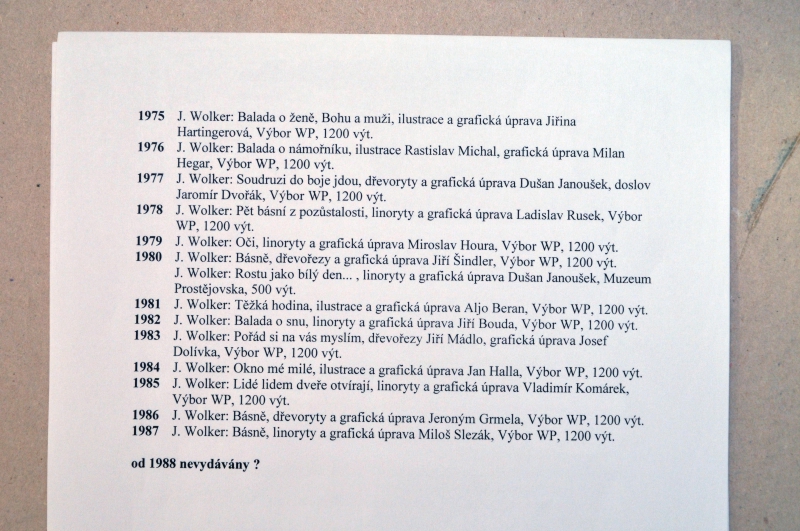 1975 J. Wolker: Balada o ženě, Bohu a muži, ilustrace a grafická úprava Jiřina
Hartingerová, Výbor WP, 1200 výt.
1976 J. Wolker: Balada o námořníku, ilustrace Rastislav Michal, grafická úprava Milan
Hegar, Výbor WP, 1200 výt.
1977 J. Wolker: Soudruzi do boje jdou, dřevoryty a grafická úprava Dušan Janoušek, doslov
Jaromír Dvořák, Výbor WP, 1200 výt.
1978 J. Wolker: Pět básní z pozůstalosti, linoryty a grafická úprava Ladislav Rusek, Výbor
WP, 1200 výt.
1979 J. Wolker: Oči, linoryty a grafická úprava Miroslav Houra, Výbor WP, 1200 výt.
1980 J. Wolker: Básně, dřevořezy a grafická úprava Jiří Šindler, Výbor WP, 1200 výt.
J. Wolker: Rostu jako bílý den... , linoryty a grafická úprava Dušan Janoušek, Muzeum
Prostějovska, 500 výt.
1981 J. Wolker: Těžká hodina, ilustrace a grafická úprava Aljo Beran, Výbor WP, 1200 výt.
1982 J. Wolker: Balada o snu, linoryty a grafická úprava Jiří Bouda, Výbor WP, 1200 výt.
1983 J. Wolker: Pořád si na vás myslím, dřevořezy Jiří Mádlo, grafická úprava Josef
Dolívka, Výbor WP, 1200 výt.
1984 J. Wolker: Okno mé milé, ilustrace a grafická úprava Jan Halla, Výbor WP, 1200 výt.
1985 J. Wolker: Lidé lidem dveře otvírají, linoryty a grafická úprava Vladimír Komárek,
Výbor WP, 1200 výt.
1986 J. Wolker: Básně, dřevoryty a grafická úprava Jeroným Grmela, Výbor WP, 1200 výt.
1987 J. Wolker: Básně, linoryty a grafická úprava Miloš Slezák, Výbor WP, 1200 výt.
od 1988 nevydávány ?